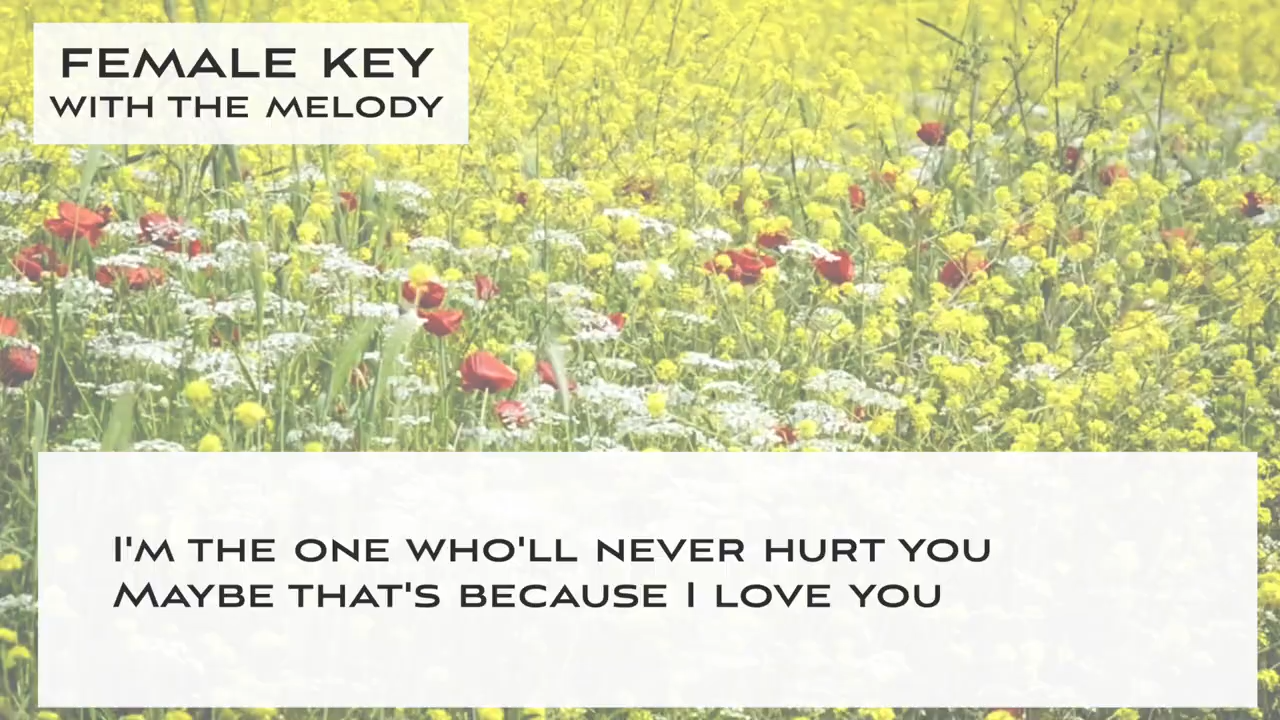 FEMALE KEY
WITH THE MELODY
I'M THE ONE WHO'LL NEVER HURT YOU
MAYBE THAT'S BECAUSE I LOVE YOU